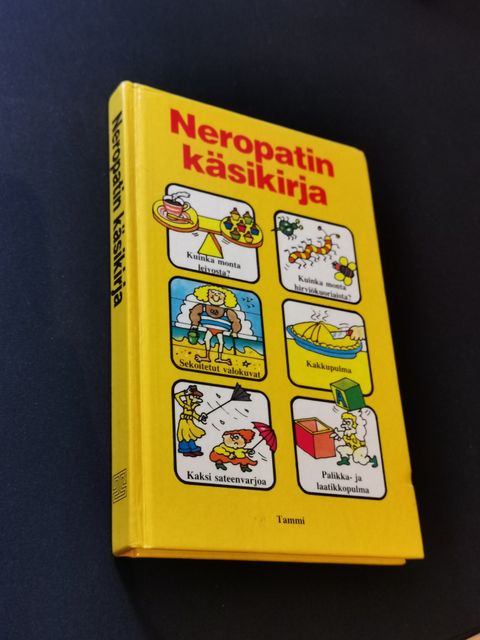 Neropatin
käsikirja
Neropatin käsikirja
Kuinka monta
leivosta?
Kuinka monta
hirviökuoriaista?
Sekoitetut valokuvat
Kakkupulma
Kaksi sateenvarjoa
Palikka- ja
laatikkopulma
Tammi